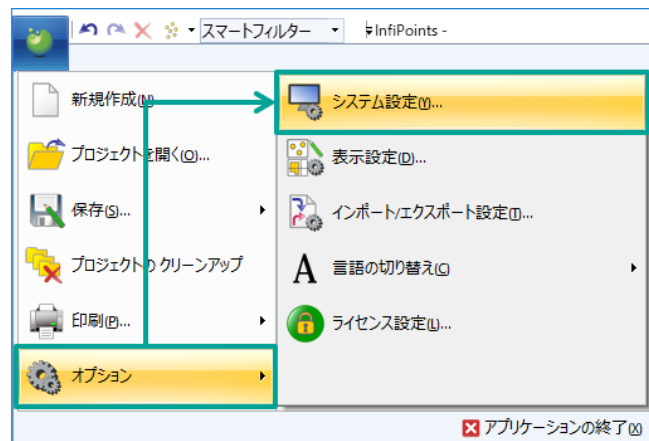 スマートフィルター InfiPoints -
新規作成(N)
プロジェクトを開く(O)...
保存(S)...
プロジェクトのクリーンアップ
印刷(P)...
オプション
システム設定(Y)...
表示設定(D)...
インポート/エクスポート設定(I)...
A 言語の切り替え(C)
ライセンス設定(L)...
アプリケーションの終了(X)